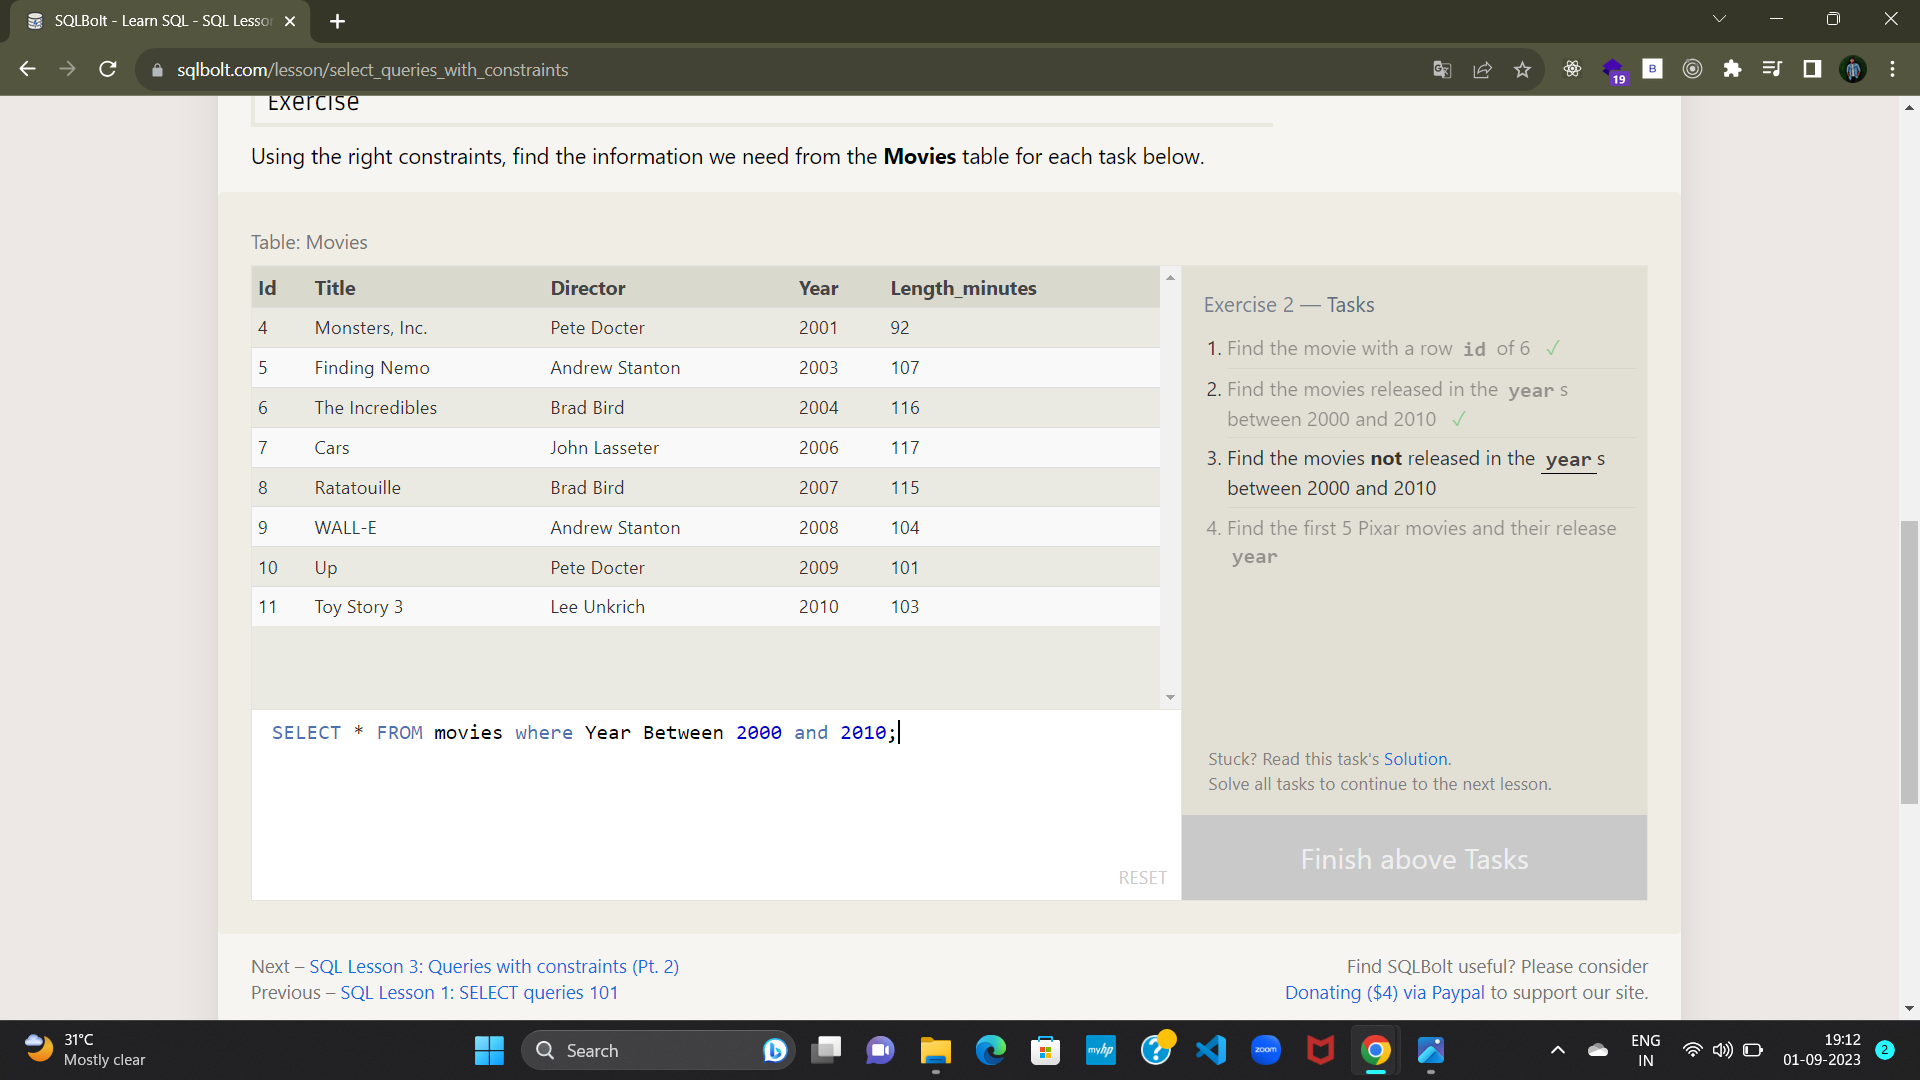 SQLBolt - Learn SQL - SQL Lesson
sqlbolt.com/lesson/select_queries_with_constraints
19
B
Exercise
Using the right constraints, find the information we need from the Movies table for each task below.
Table: Movies
Id Title Director Year Length_minutes
4 Monsters, Inc. Pete Docter 2001 92
5 Finding Nemo Andrew Stanton 2003 107
6 The Incredibles Brad Bird 2004 116
7 Cars John Lasseter 2006 117
8 Ratatouille Brad Bird 2007 115
9 WALL-E Andrew Stanton 2008 104
10 Up Pete Docter 2009 101
11 Toy Story 3 Lee Unkrich 2010 103
SELECT * FROM movies where Year Between 2000 and 2010;
RESET
Exercise 2 — Tasks
1. Find the movie with a row id of 6 ✓
2. Find the movies released in the year s
between 2000 and 2010 ✓
3. Find the movies not released in the year s
between 2000 and 2010
4. Find the first 5 Pixar movies and their release
year
Stuck? Read this task's Solution.
Solve all tasks to continue to the next lesson.
Finish above Tasks
Next – SQL Lesson 3: Queries with constraints (Pt. 2)
Previous – SQL Lesson 1: SELECT queries 101
Find SQLBolt useful? Please consider
Donating ($4) via Paypal to support our site.
31°C
Mostly clear
Search
myhp
zoom
ENG
IN
19:12
01-09-2023
2